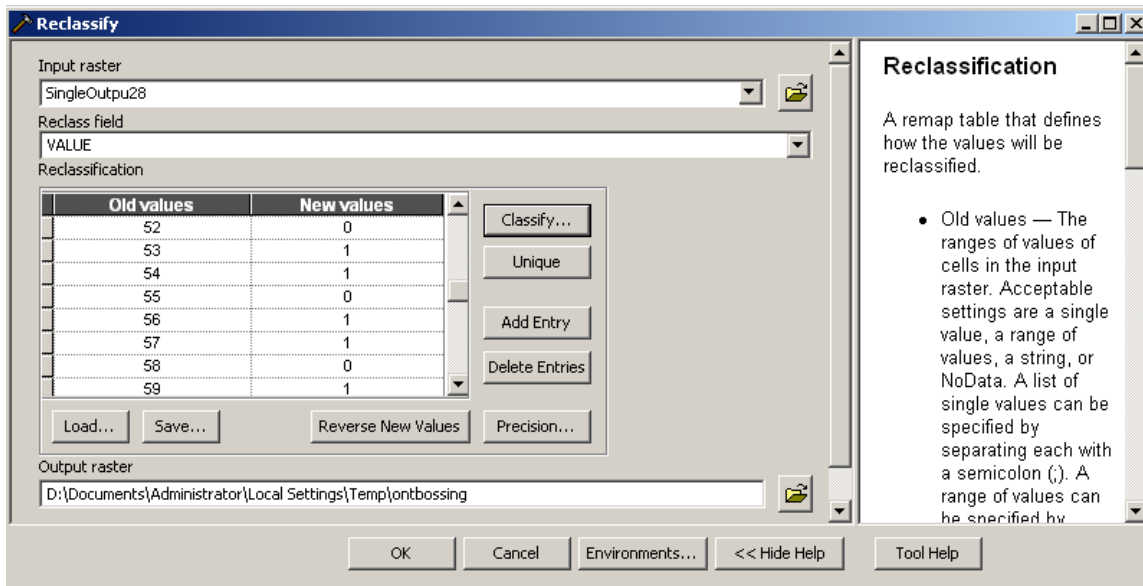 Reclassify
Input raster
SingleOutpu28
Reclass field
VALUE
Reclassification
Old values New values
52 0
53 1
54 1
55 0
56 1
57 1
58 0
59 1
Classify...
Unique
Add Entry
Delete Entries
Load... Save... Reverse New Values Precision...
Output raster
D:\Documents\Administrator\Local Settings\Temp\ontbossing
OK Cancel Environments... << Hide Help Tool Help
Reclassification
A remap table that defines
how the values will be
reclassified.
• Old values — The
ranges of values of
cells in the input
raster. Acceptable
settings are a single
value, a range of
values, a string, or
NoData. A list of
single values can be
specified by
separating each with
a semicolon (;). A
range of values can
be specified by